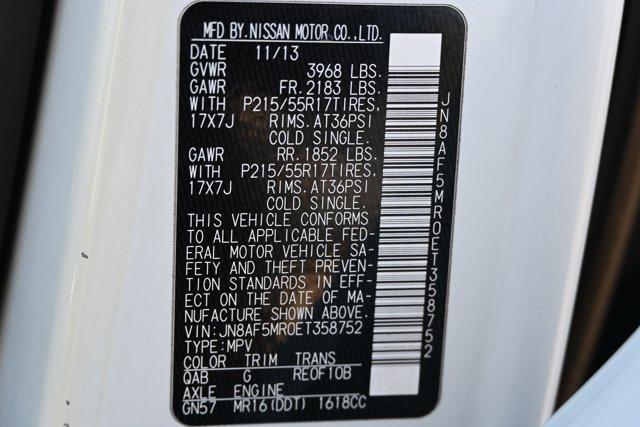 MFD BY.NISSAN MOTOR CO.,LTD.
DATE 11/13
GVWR 3968 LBS.
GAWR FR.2183 LBS.
WITH P215/55R17TIRES,
17X7J RIMS,AT36PSI
COLD SINGLE.
GAWR RR.1852 LBS.
WITH P215/55R17TIRES,
17X7J RIMS,AT36PSI
COLD SINGLE.
THIS VEHICLE CONFORMS
TO ALL APPLICABLE FED-
ERAL MOTOR VEHICLE SA-
FETY AND THEFT PREVEN-
TION STANDARDS IN EFF-
ECT ON THE DATE OF MA-
NUFACTURE SHOWN ABOVE.
VIN:JN8AF5MR0ET358752
TYPE:MPV
COLOR TRIM TRANS
QAB G RE0F10B
AXLE ENGINE
GN57 MR16(DDT) 1618CC
JN8AF5MR0ET358752